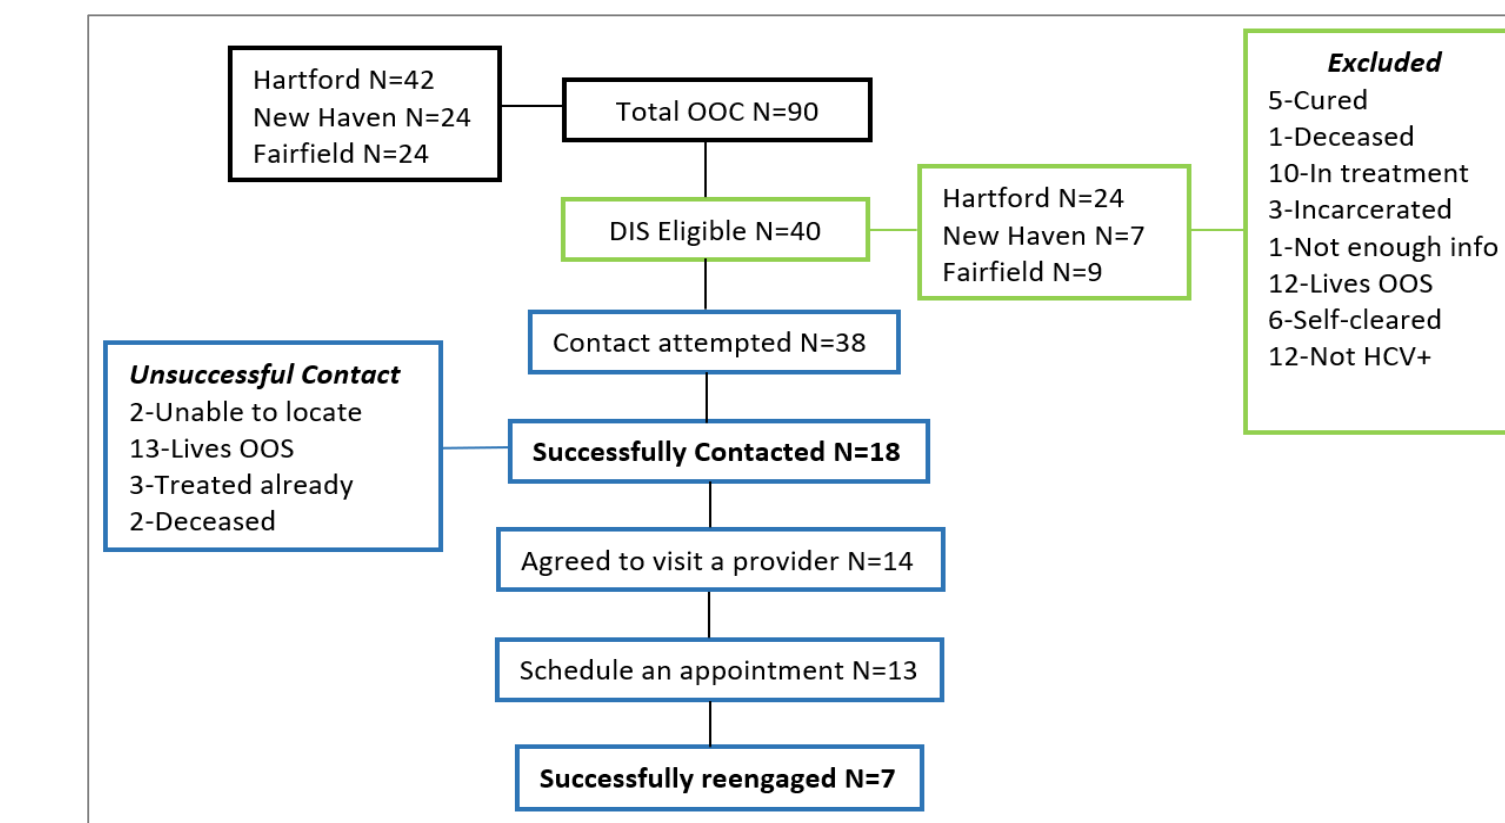 Hartford N=42
New Haven N=24
Fairfield N=24
Total OOC N=90
DIS Eligible N=40
Hartford N=24
New Haven N=7
Fairfield N=9
Excluded
5-Cured
1-Deceased
10-In treatment
3-Incarcerated
1-Not enough info
12-Lives OOS
6-Self-cleared
12-Not HCV+
Contact attempted N=38
Unsuccessful Contact
2-Unable to locate
13-Lives OOS
3-Treated already
2-Deceased
Successfully Contacted N=18
Agreed to visit a provider N=14
Schedule an appointment N=13
Successfully reengaged N=7